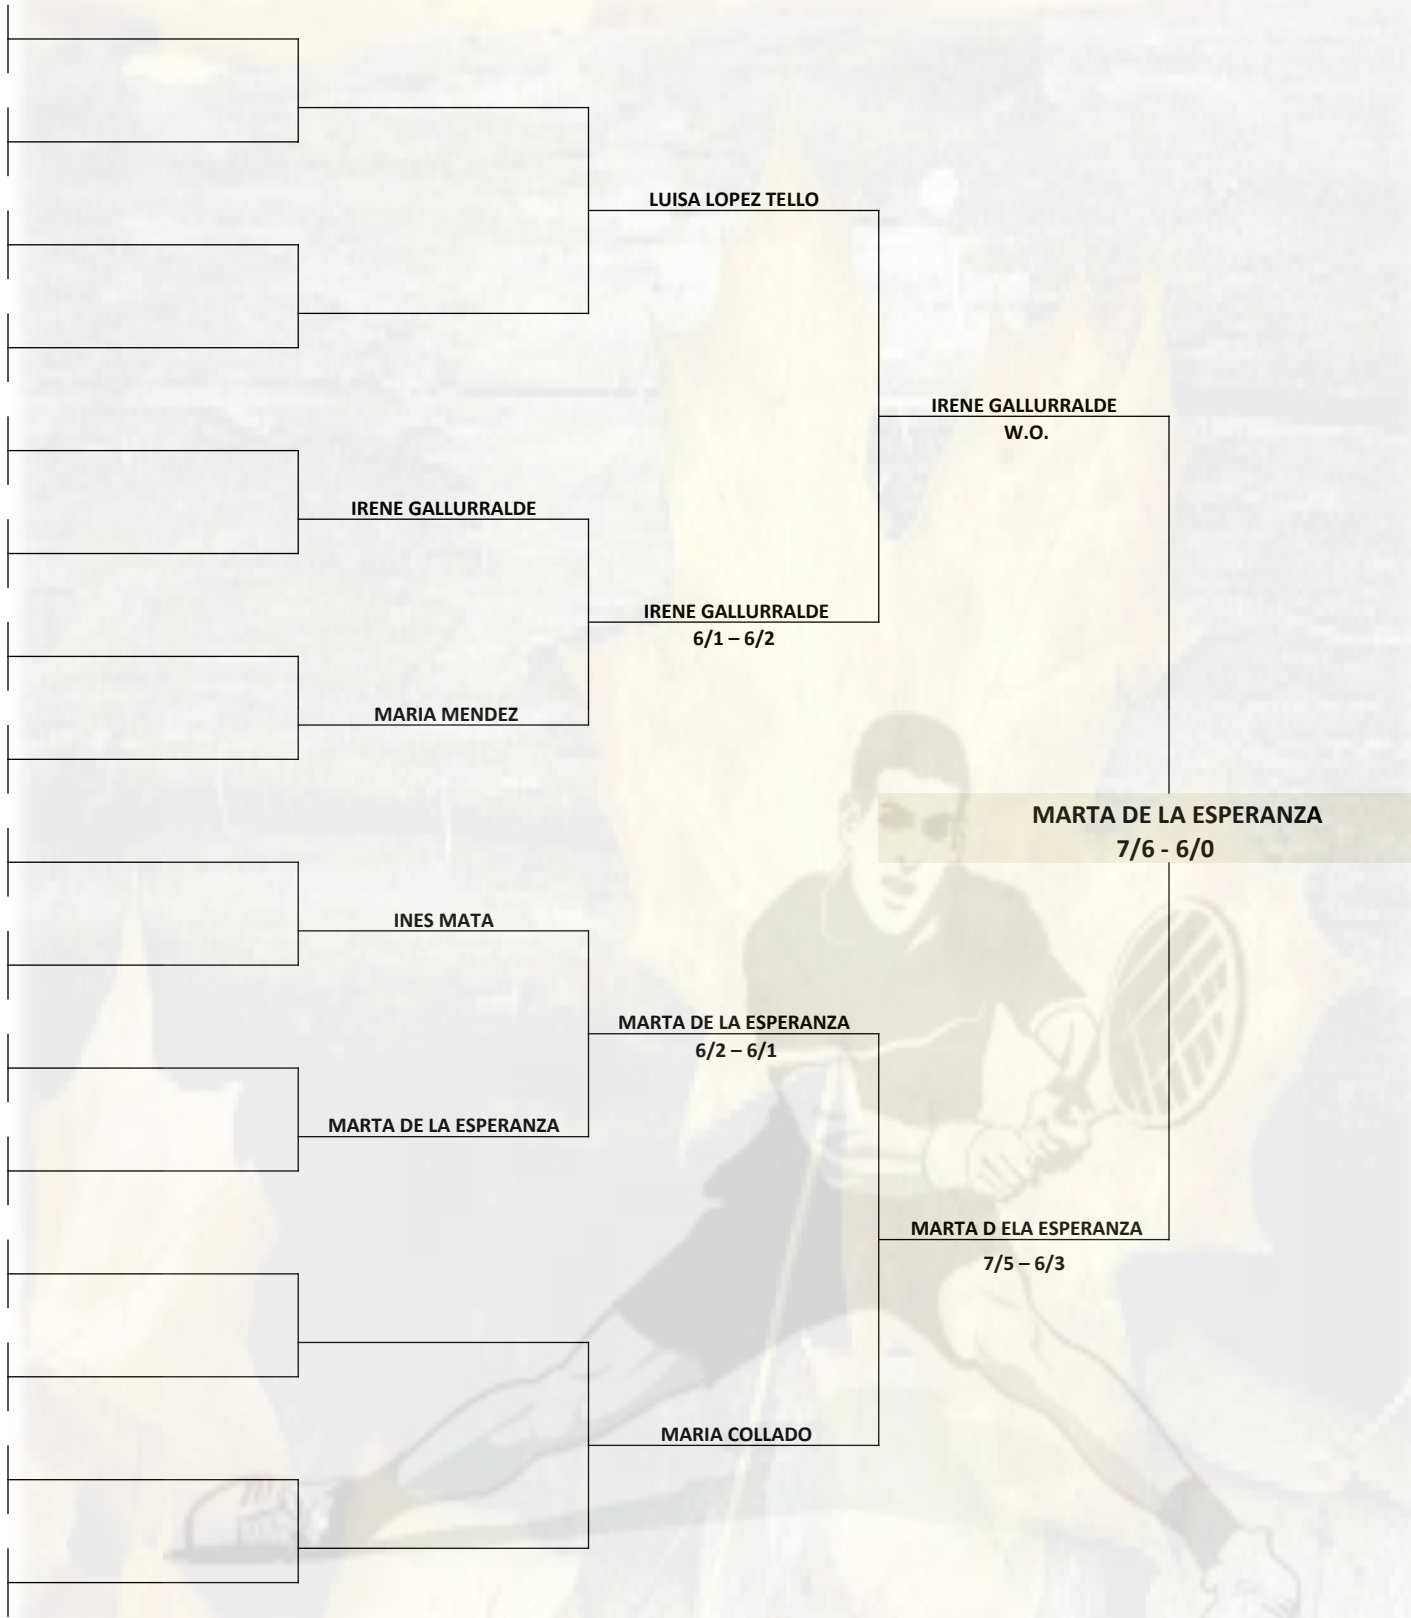 LUISA LOPEZ TELLO
IRENE GALLURRALDE
W.O.
IRENE GALLURRALDE
IRENE GALLURRALDE
6/1 – 6/2
MARIA MENDEZ
MARTA DE LA ESPERANZA
7/6 - 6/0
INES MATA
MARTA DE LA ESPERANZA
6/2 – 6/1
MARTA DE LA ESPERANZA
MARTA D ELA ESPERANZA
7/5 – 6/3
MARIA COLLADO